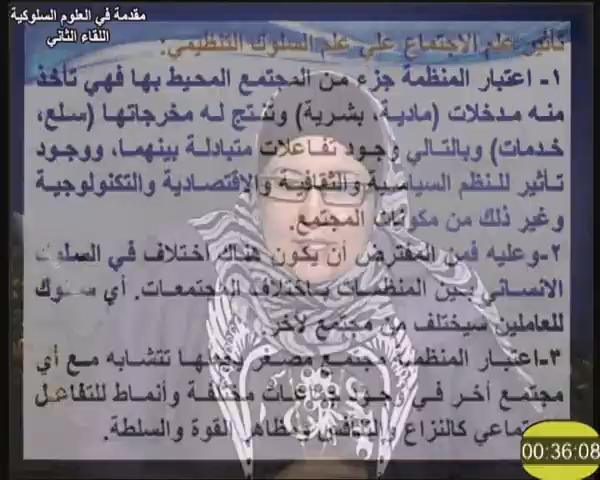 مقدمة في العلوم السلوكية
اللقاء الثاني
تأثير علم الاجتماع على علم السلوك التنظيمي:
١- اعتبار المنظمة جزء من المجتمع المحيط بها فهي تأخذ
منه مدخلات (مادية، بشرية) وتنتج له مخرجاتها (سلع،
خدمات) وبالتالي وجود تفاعلات متبادلة بينهما، ووجود
تأثير للنظم السياسية والثقافية والاقتصادية والتكنولوجية
وغير ذلك من مكونات المجتمع.
٢-وعليه فمن المفترض أن يكون هناك اختلاف في السلوك
الانساني بين المنظمات باختلاف المجتمعات. أي سلوك
للعاملين سيختلف من مجتمع لآخر.
٣-اعتبار المنظمة مجتمع مصغر تتشابه مع أي
مجتمع آخر في وجود جماعات مختلفة وأنماط للتفاعل
الاجتماعي كالنزاع والتنافس ومظاهر القوة والسلطة.
00:36:08